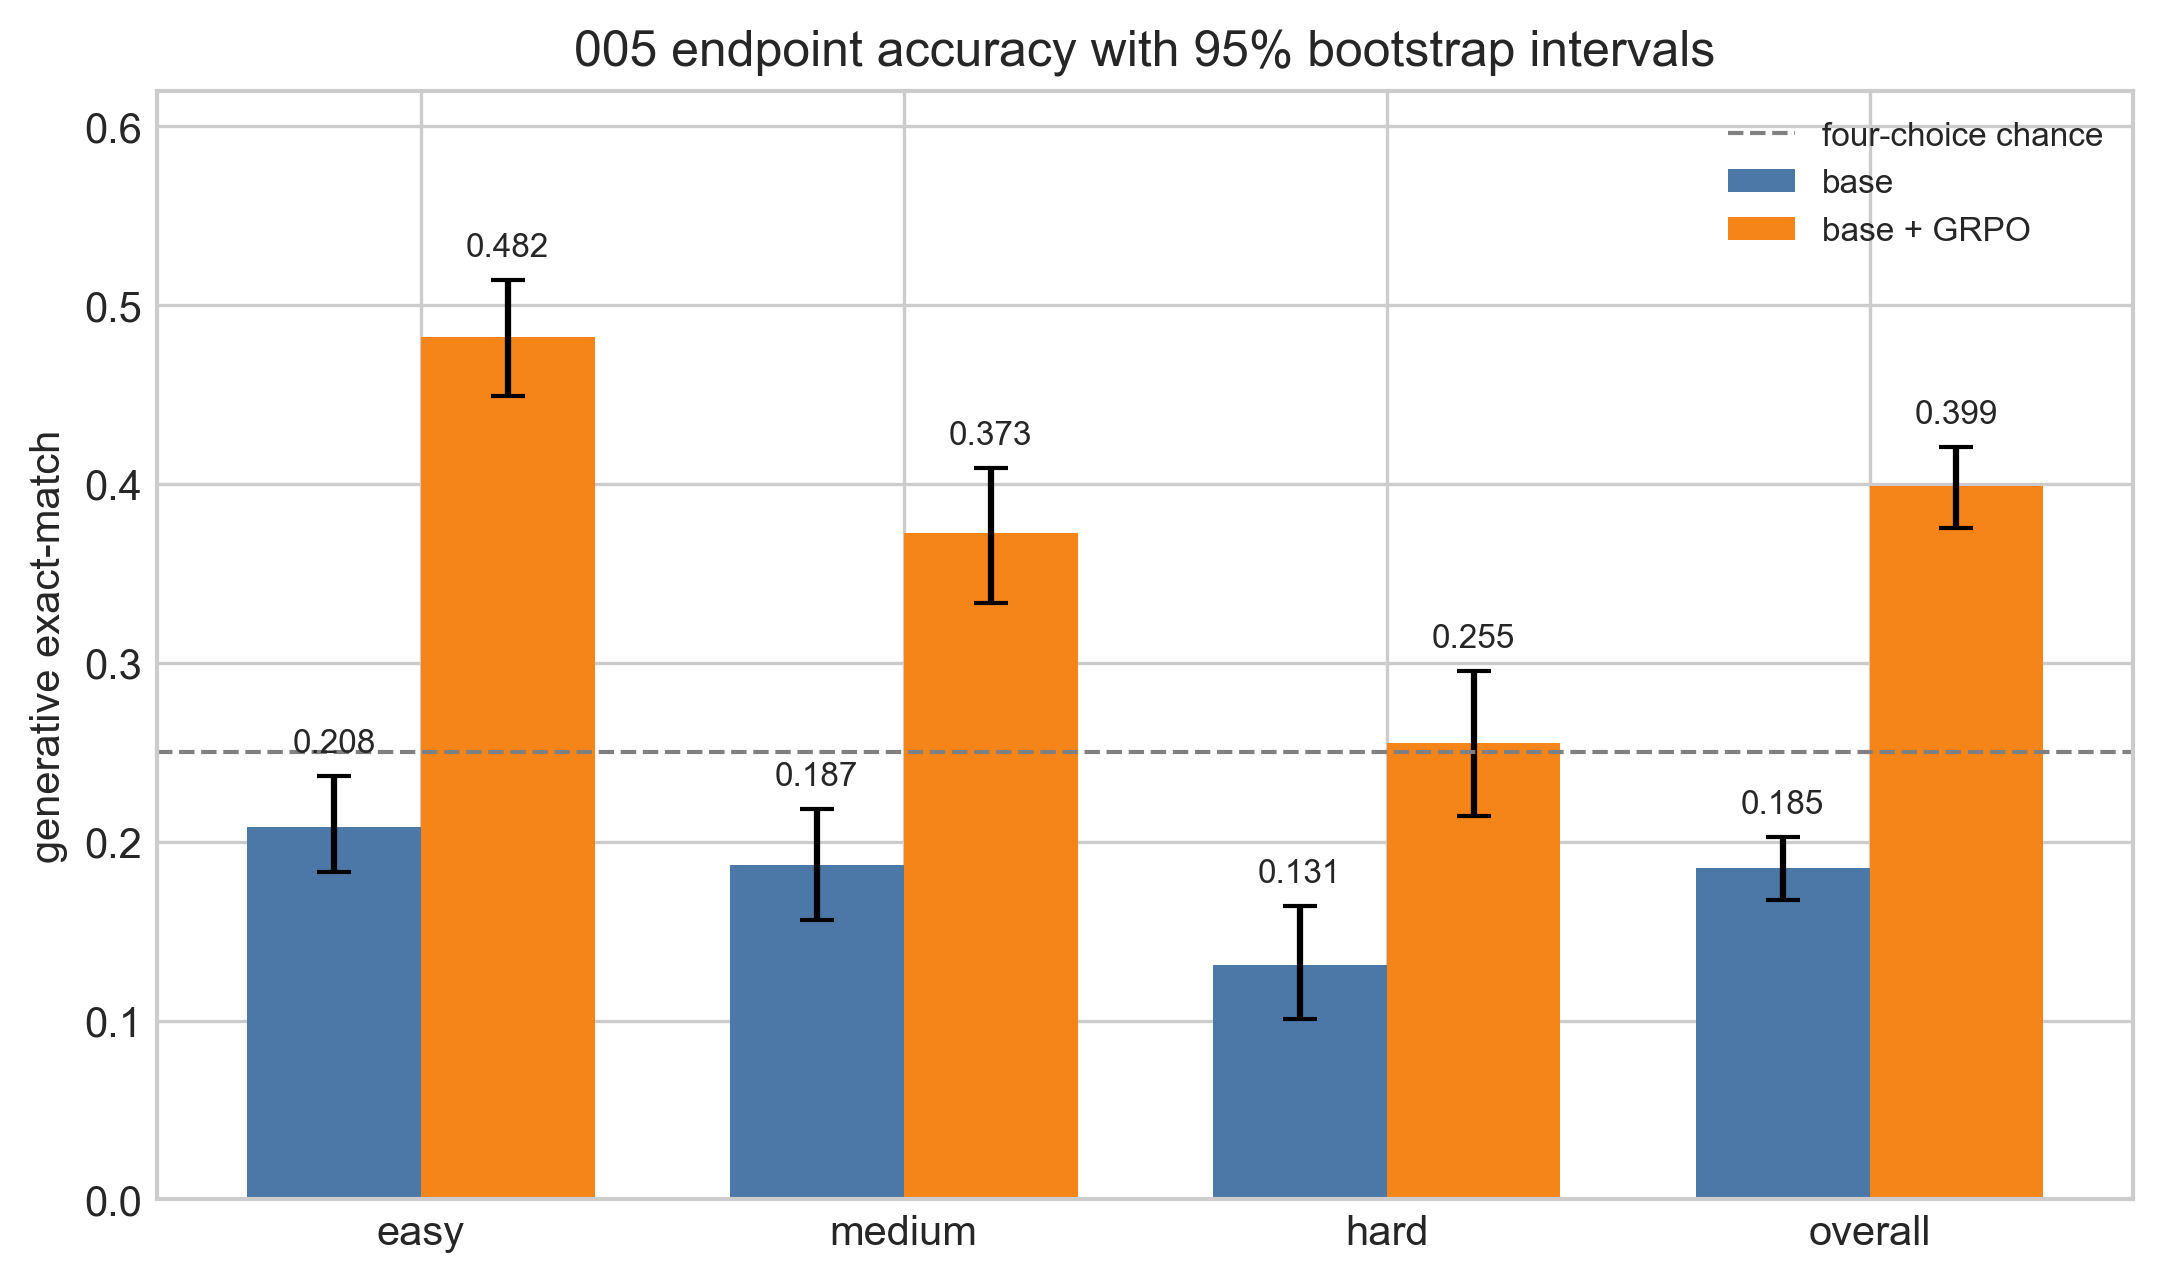 005 endpoint accuracy with 95% bootstrap intervals
generative exact-match
0.6
0.5
0.4
0.3
0.2
0.1
0.0
four-choice chance
base
base + GRPO
0.208
0.482
0.187
0.373
0.131
0.255
0.185
0.399
easy
medium
hard
overall